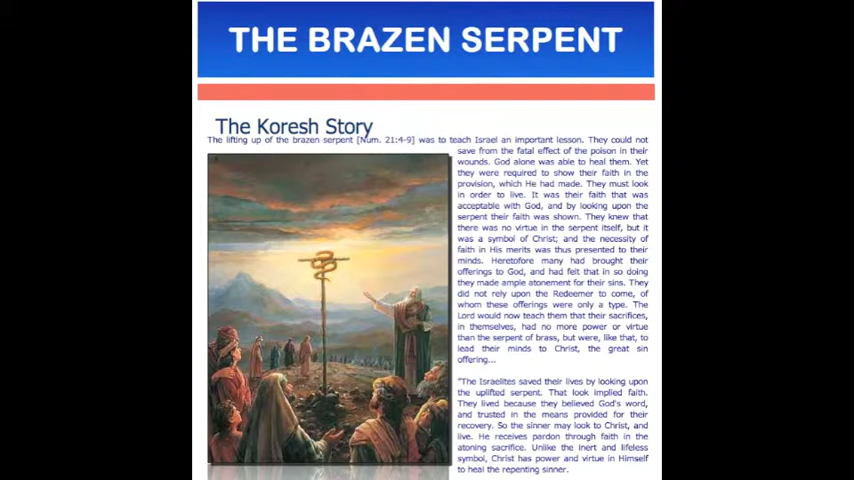 THE BRAZEN SERPENT
The Koresh Story
The lifting up of the brazen serpent [Num. 21:4-9] was to teach Israel an important lesson. They could not
save from the fatal effect of the poison in their
wounds. God alone was able to heal them. Yet
they were required to show their faith in the
provision, which He had made. They must look
in order to live. It was their faith that was
acceptable with God, and by looking upon the
serpent their faith was shown. They knew that
there was no virtue in the serpent itself, but it
was a symbol of Christ; and the necessity of
faith in His merits was thus presented to their
minds. Heretofore many had brought their
offerings to God, and had felt that in so doing
they made ample atonement for their sins. They
did not rely upon the Redeemer to come, of
whom these offerings were only a type. The
Lord would now teach them that their sacrifices,
in themselves, had no more power or virtue
than the serpent of brass, but were, like that, to
lead their minds to Christ, the great sin
offering...
"The Israelites saved their lives by looking upon
the uplifted serpent. That look implied faith.
They lived because they believed God's word,
and trusted in the means provided for their
recovery. So the sinner may look to Christ, and
live. He receives pardon through faith in the
atoning sacrifice. Unlike the inert and lifeless
symbol, Christ has power and virtue in Himself
to heal the repenting sinner.